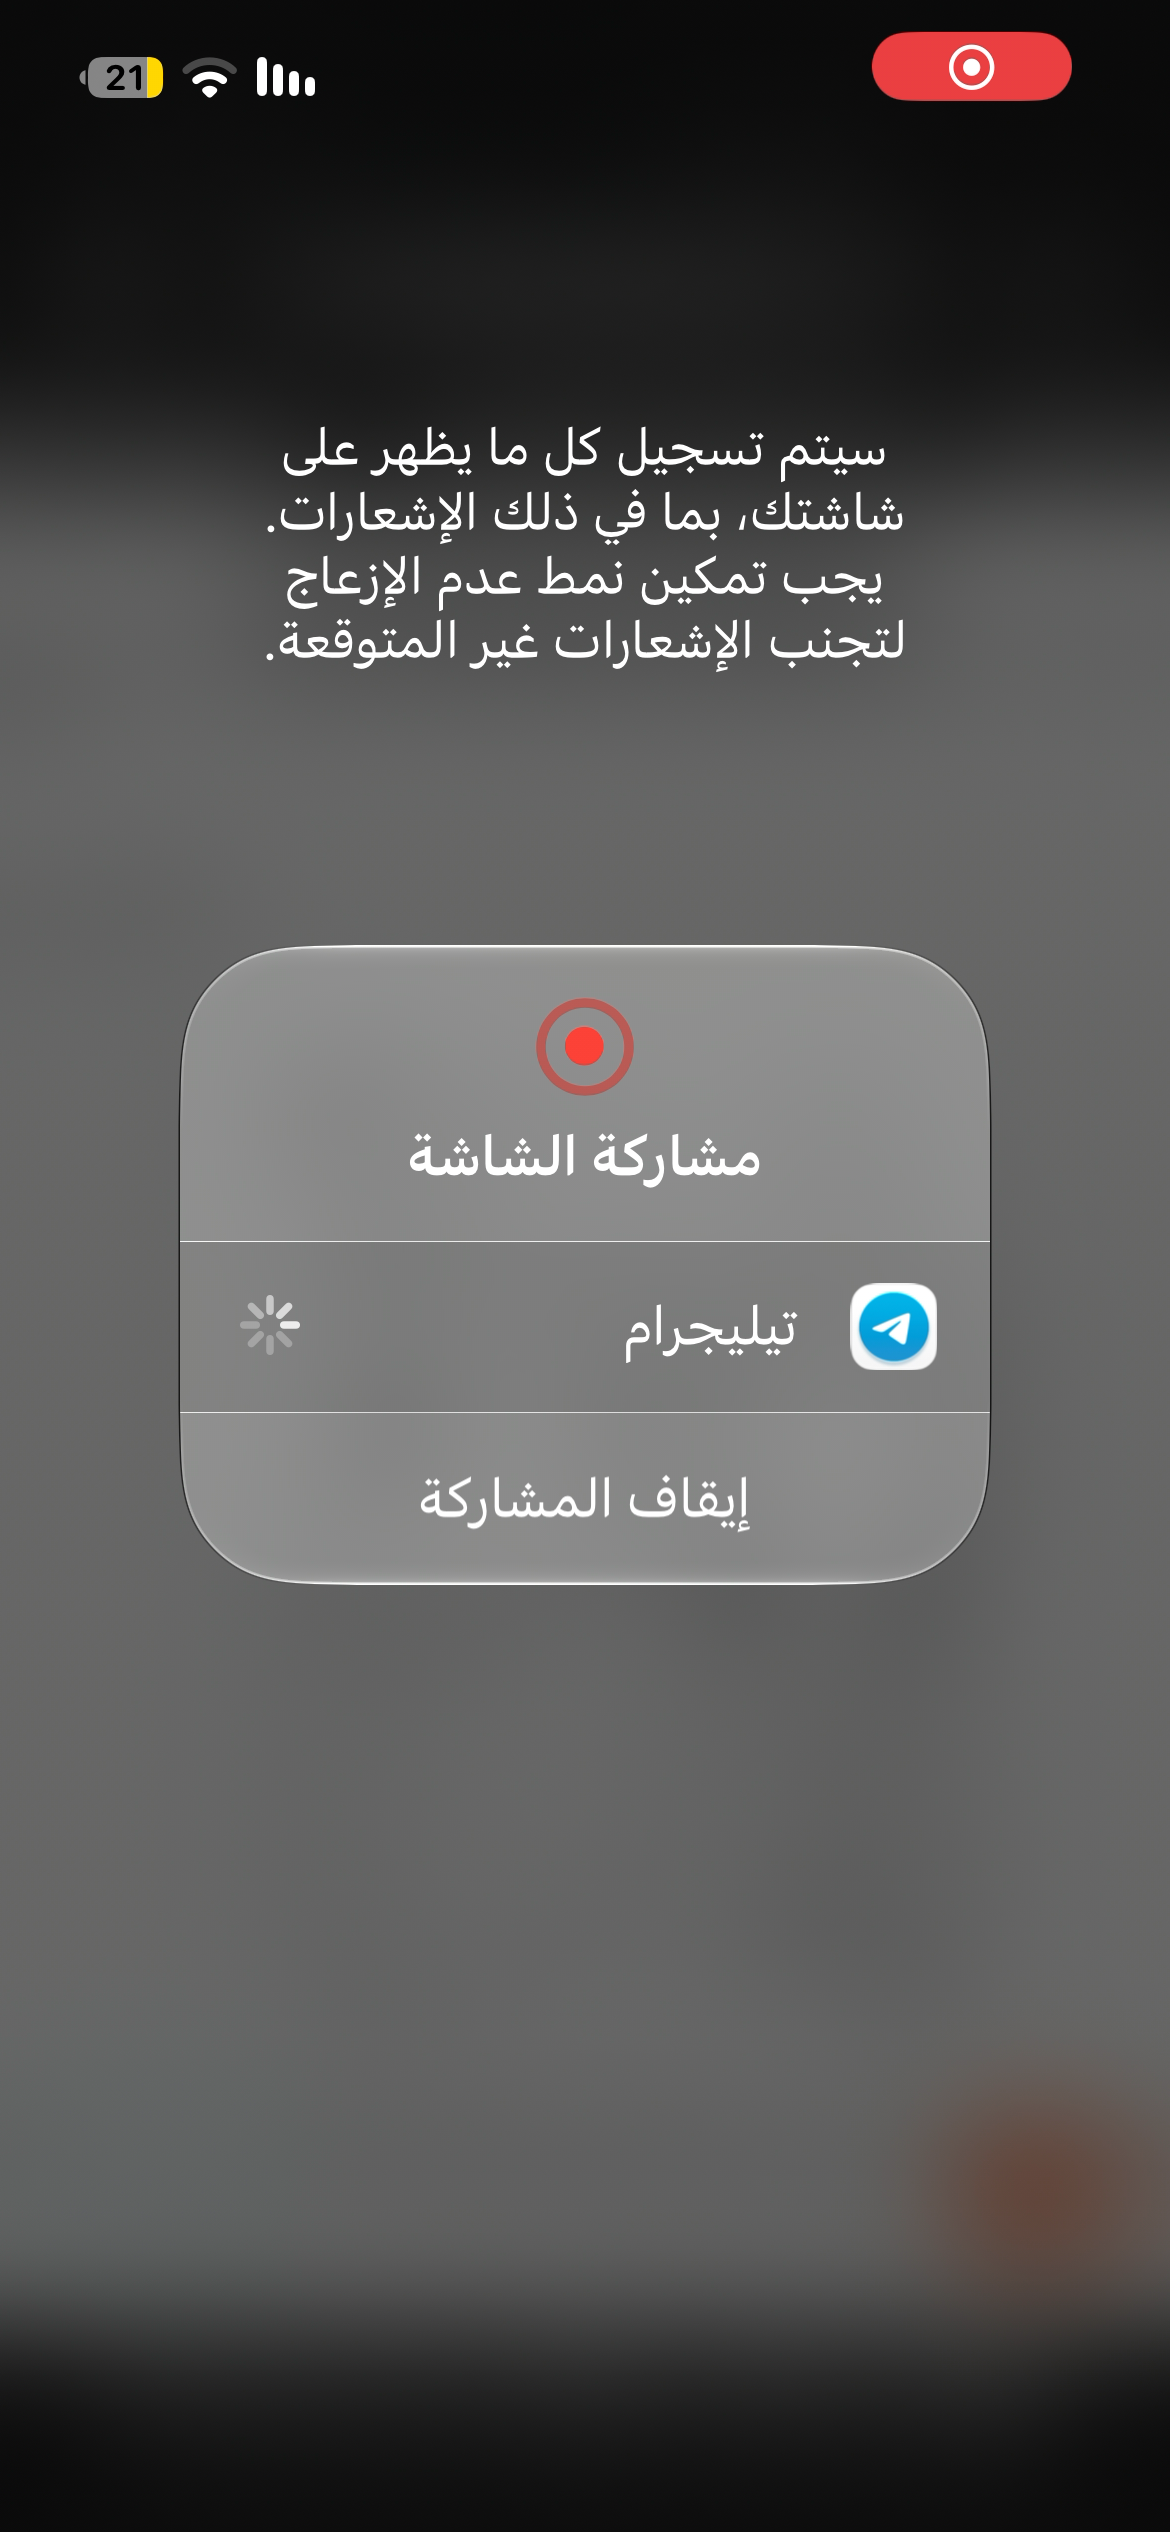 21
سيتم تسجيل كل ما يظهر على
شاشتك، بما في ذلك الإشعارات.
يجب تمكين نمط عدم الإزعاج
لتجنب الإشعارات غير المتوقعة.
مشاركة الشاشة
تيليجرام
إيقاف المشاركة